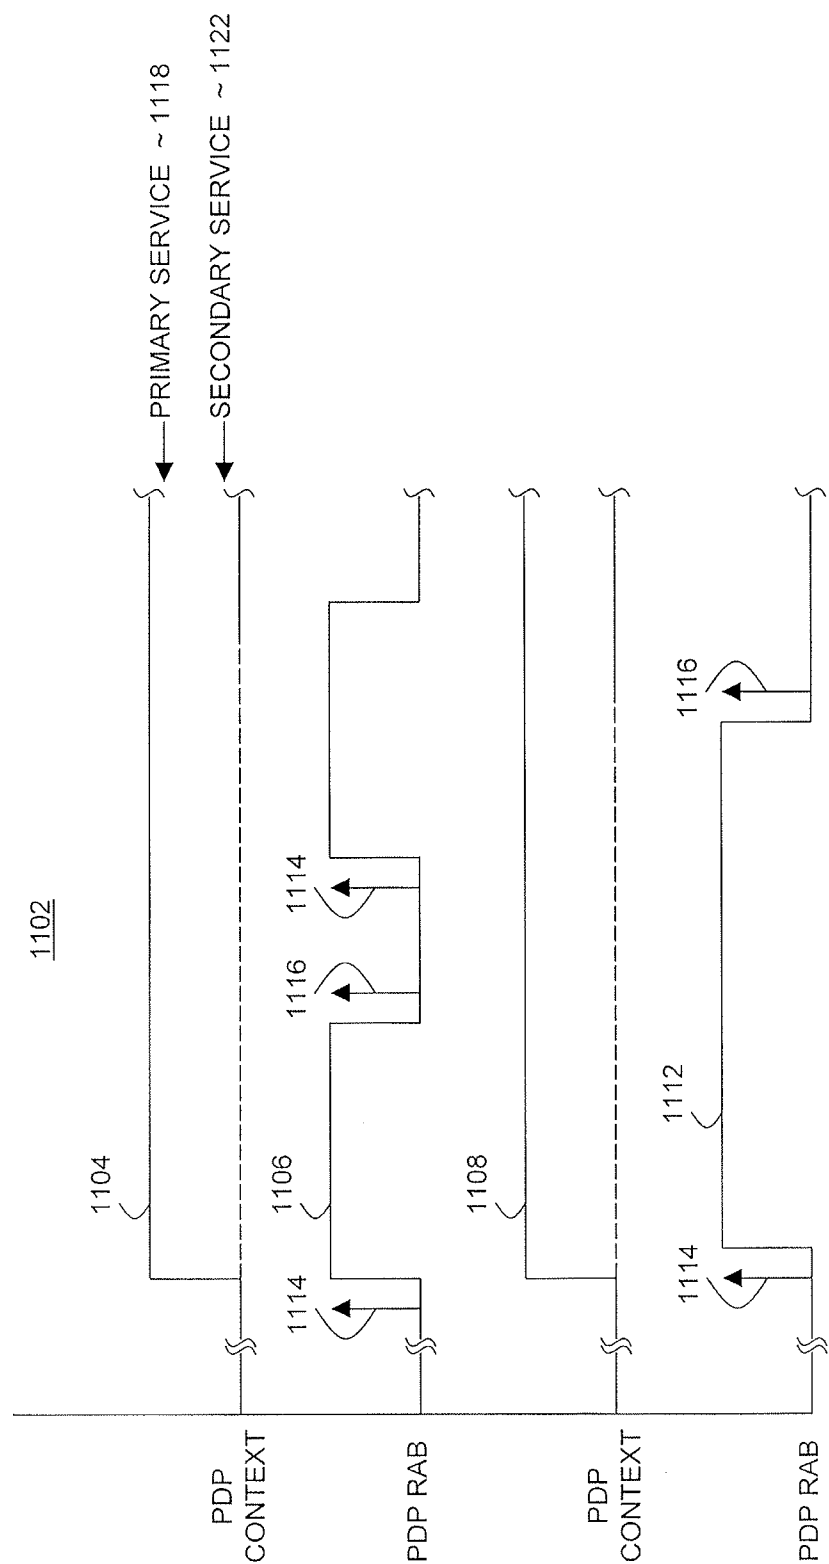 1102
PRIMARY SERVICE ~ 1118
SECONDARY SERVICE ~ 1122
1104
PDP
CONTEXT
1114
1106
1116
1114
PDP RAB
1108
PDP
CONTEXT
1114
1112
1116
PDP RAB